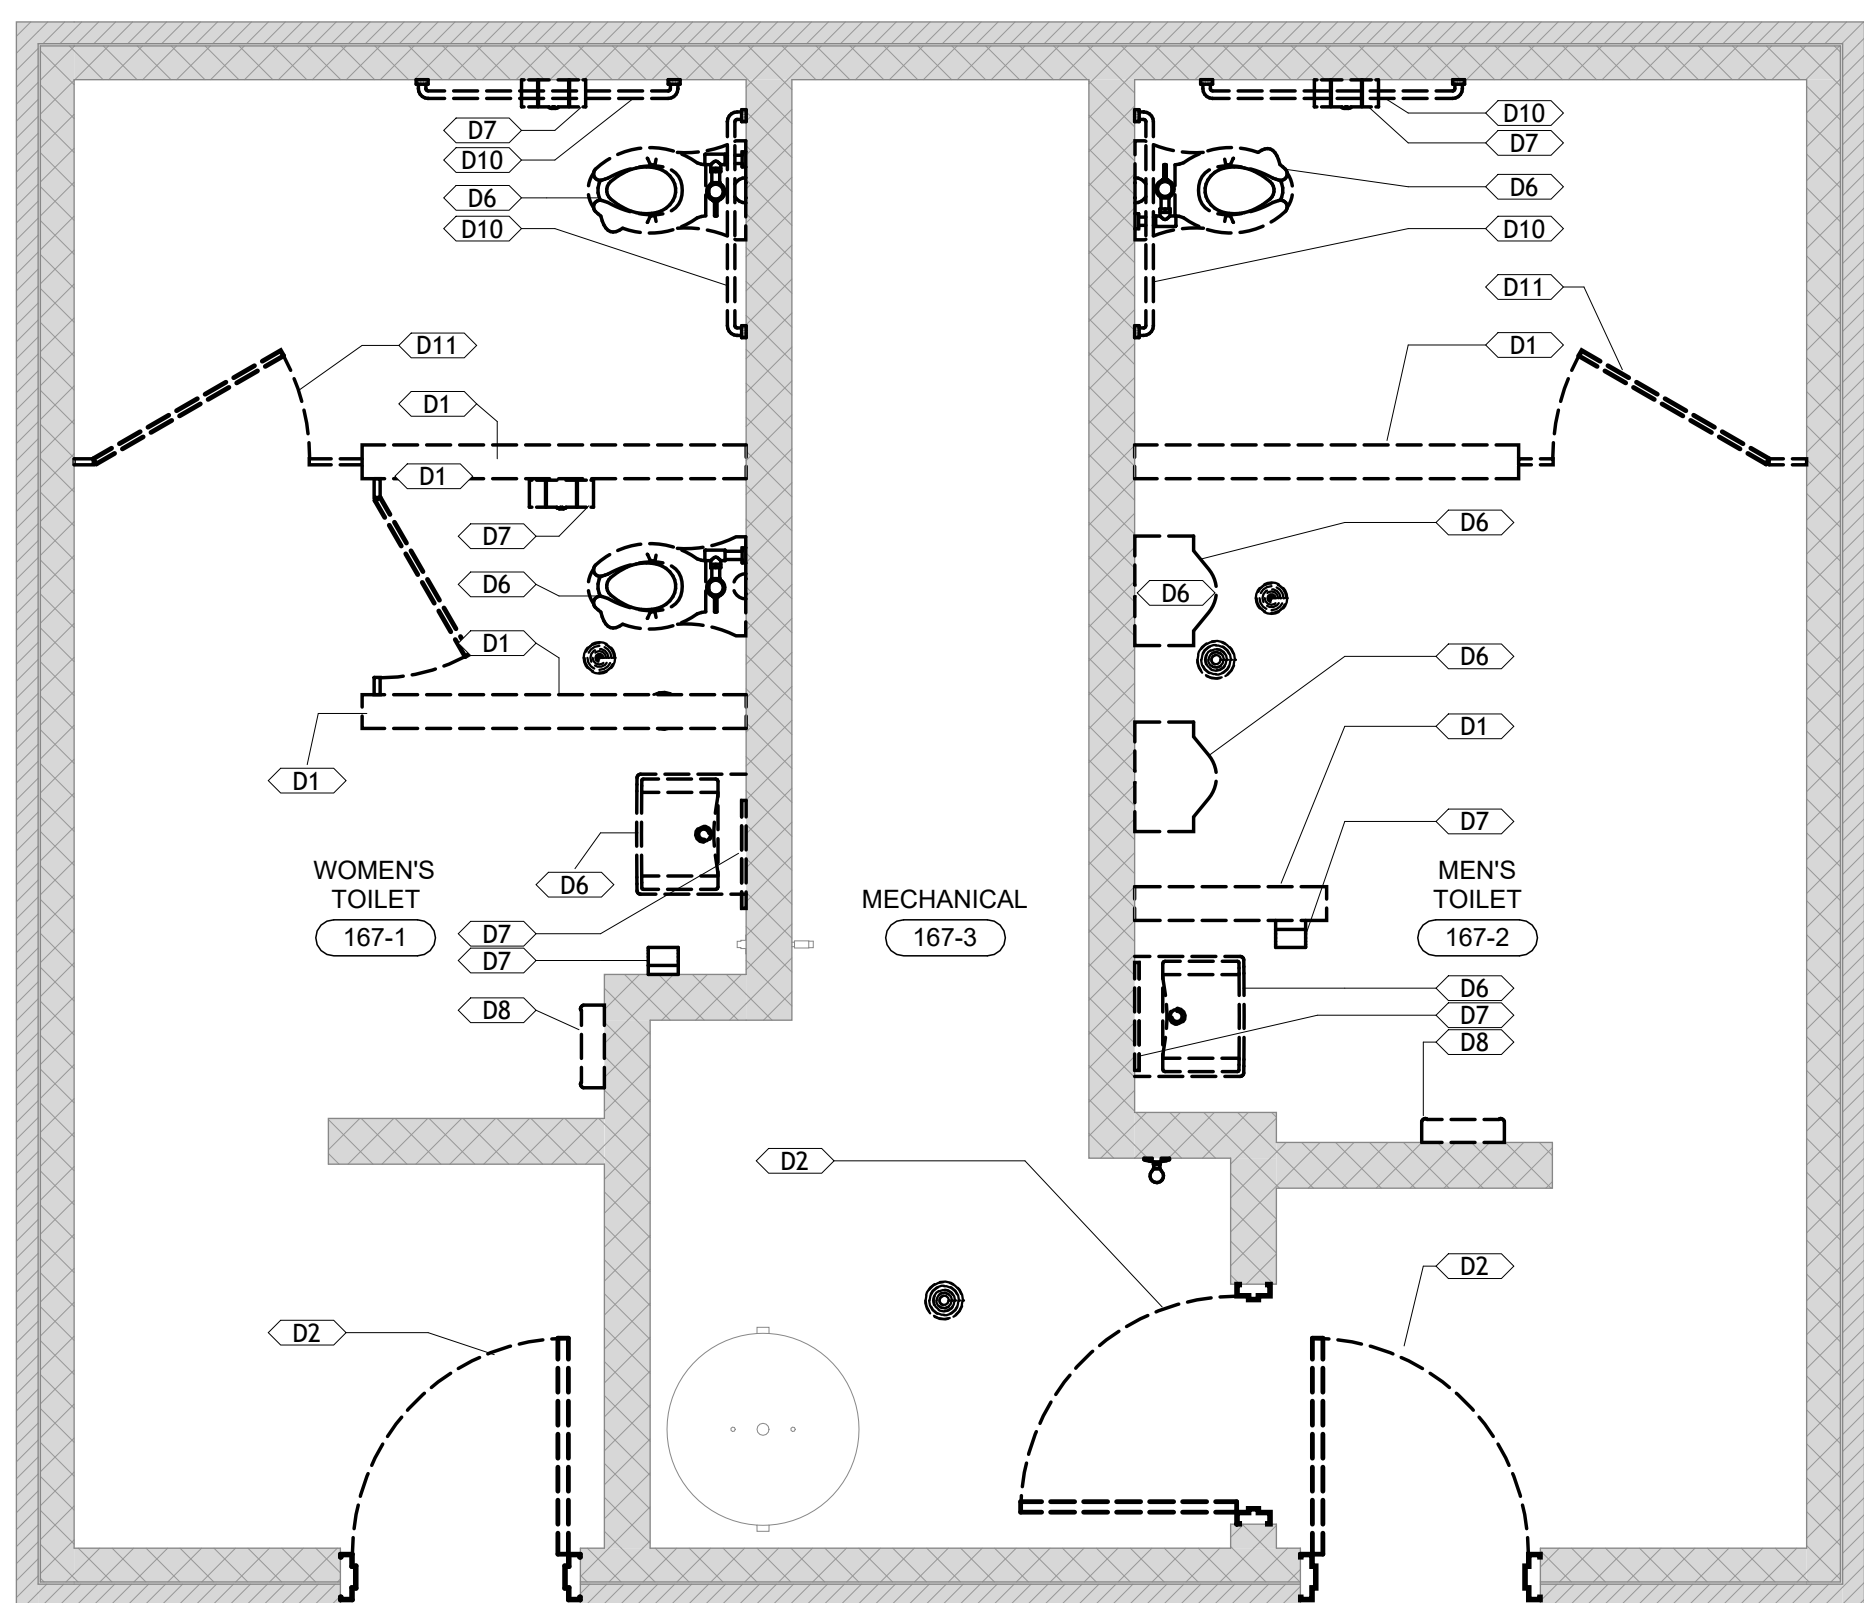 D7
D10
D6
D10
D10
D7
D6
D10
D11
D11
D1
D1
D1
D7
D6
D1
D1
D6
D6
D6
D1
D7
WOMEN'S
TOILET
167-1
D6
D7
D7
D8
MECHANICAL
167-3
MEN'S
TOILET
167-2
D6
D7
D8
D2
D2
D2